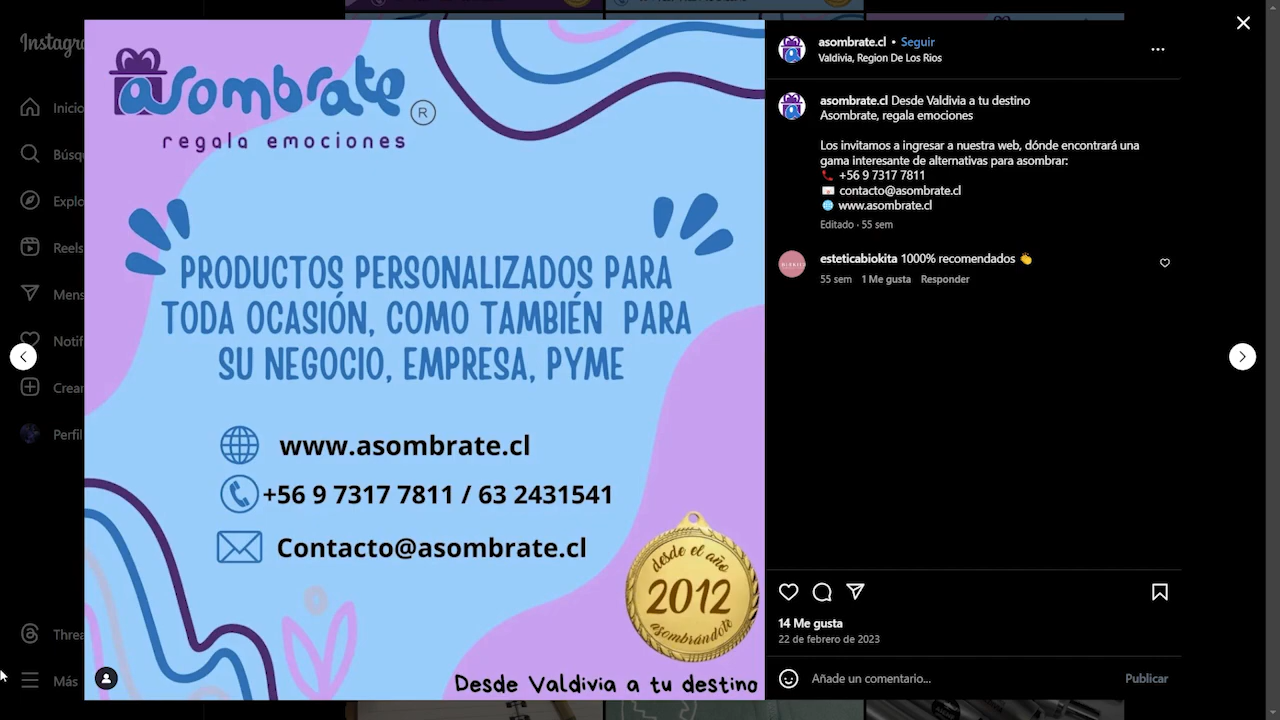 Instagra
Inicio
Búsq
Explo
Reels
Mens
Notif
Crear
Perfil
Threa
Más
asombrate
R
regala emociones
PRODUCTOS PERSONALIZADOS PARA
TODA OCASIÓN, COMO TAMBIÉN PARA
SU NEGOCIO, EMPRESA, PYME
www.asombrate.cl
+56 9 7317 7811 / 63 2431541
Contacto@asombrate.cl
desde el año
2012
asombrándote
Desde Valdivia a tu destino
asombrate.cl • Seguir
Valdivia, Region De Los Rios
asombrate.cl Desde Valdivia a tu destino
Asombrate, regala emociones
Los invitamos a ingresar a nuestra web, dónde encontrará una
gama interesante de alternativas para asombrar:
📞 +56 9 7317 7811
📧 contacto@asombrate.cl
🌐 www.asombrate.cl
Editado · 55 sem
esteticabiokita 1000% recomendados 👏
55 sem 1 Me gusta Responder
14 Me gusta
22 de febrero de 2023
Añade un comentario...
Publicar